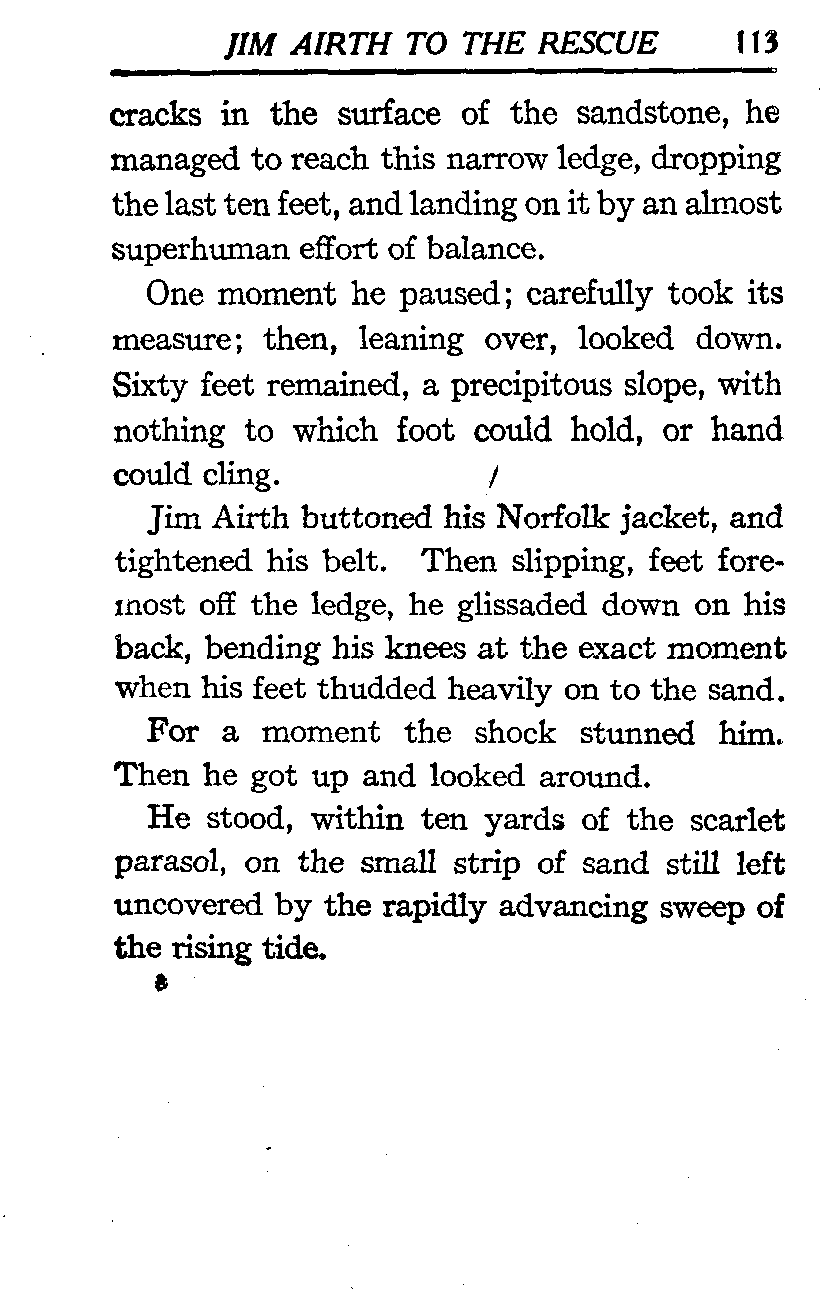 JIM AIRTH TO THE RESCUE 113
cracks in the surface of the sandstone, he
managed to reach this narrow ledge, dropping
the last ten feet, and landing on it by an almost
superhuman effort of balance.
One moment he paused; carefully took its
measure; then, leaning over, looked down.
Sixty feet remained, a precipitous slope, with
nothing to which foot could hold, or hand
could cling.
Jim Airth buttoned his Norfolk jacket, and
tightened his belt. Then slipping, feet fore-
most off the ledge, he glissaded down on his
back, bending his knees at the exact moment
when his feet thudded heavily on to the sand.
For a moment the shock stunned him.
Then he got up and looked around.
He stood, within ten yards of the scarlet
parasol, on the small strip of sand still left
uncovered by the rapidly advancing sweep of
the rising tide.
8